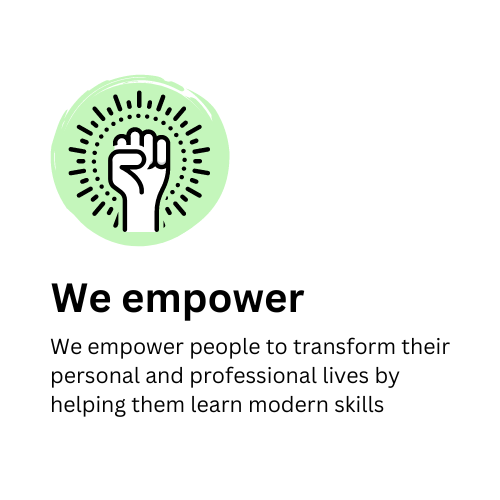 We empower
We empower people to transform their
personal and professional lives by
helping them learn modern skills